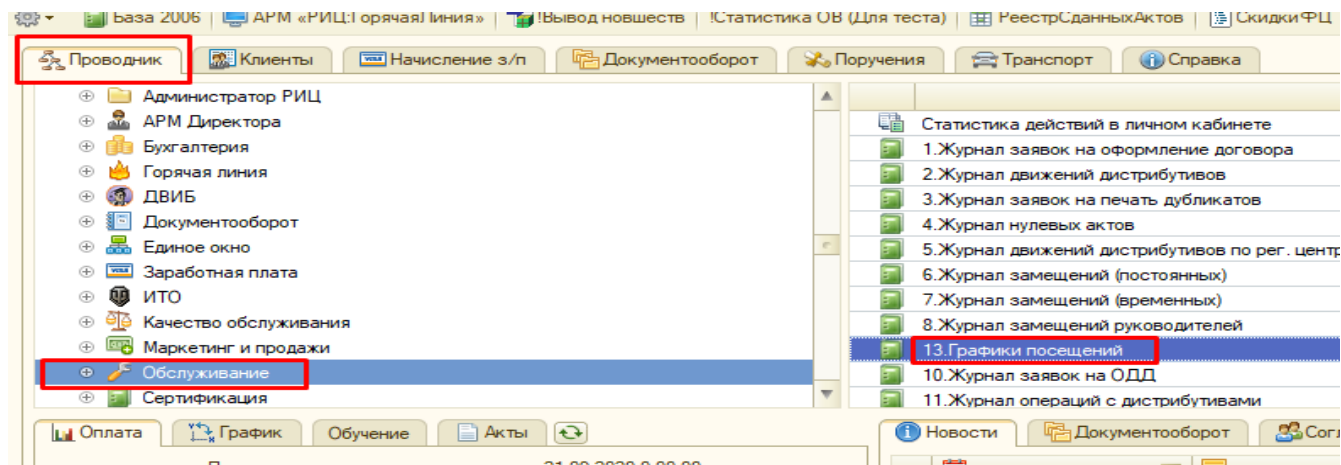 База 2006 АРМ «РИЦ:ГорячаяЛиния» !Вывод новшеств !Статистика ОВ (Для теста) РеестрСданныхАктов СкидкиФЦ
Проводник Клиенты Начисление з/п Документооборот Поручения Транспорт Справка
Администратор РИЦ
АРМ Директора
Бухгалтерия
Горячая линия
ДВИБ
Документооборот
Единое окно
Заработная плата
ИТО
Качество обслуживания
Маркетинг и продажи
Обслуживание
Сертификация
Статистика действий в личном кабинете
1.Журнал заявок на оформление договора
2.Журнал движений дистрибутивов
3.Журнал заявок на печать дубликатов
4.Журнал нулевых актов
5.Журнал движений дистрибутивов по рег. центр
6.Журнал замещений (постоянных)
7.Журнал замещений (временных)
8.Журнал замещений руководителей
13.Графики посещений
10.Журнал заявок на ОДД
11.Журнал операций с дистрибутивами
Оплата График Обучение Акты
Новости Документооборот Согл